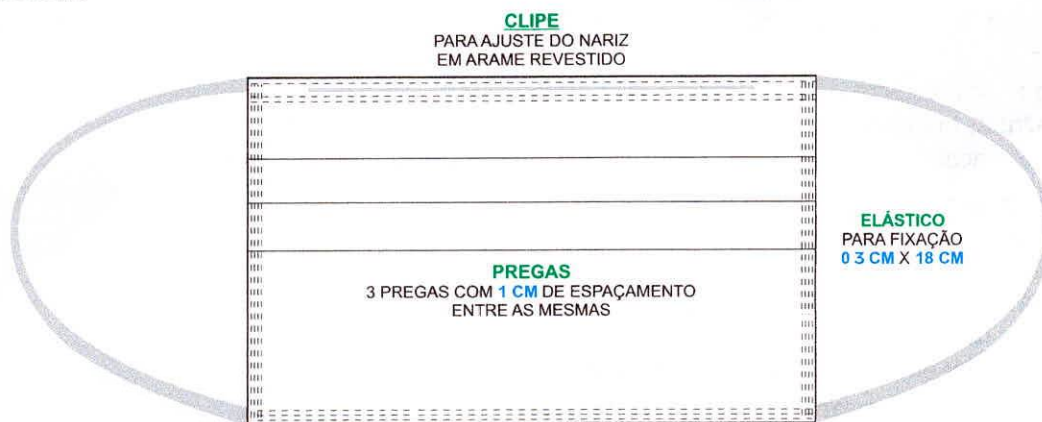 CLIPE
PARA AJUSTE DO NARIZ
EM ARAME REVESTIDO
ELÁSTICO
PARA FIXAÇÃO
0 3 CM X 18 CM
PREGAS
3 PREGAS COM 1 CM DE ESPAÇAMENTO
ENTRE AS MESMAS